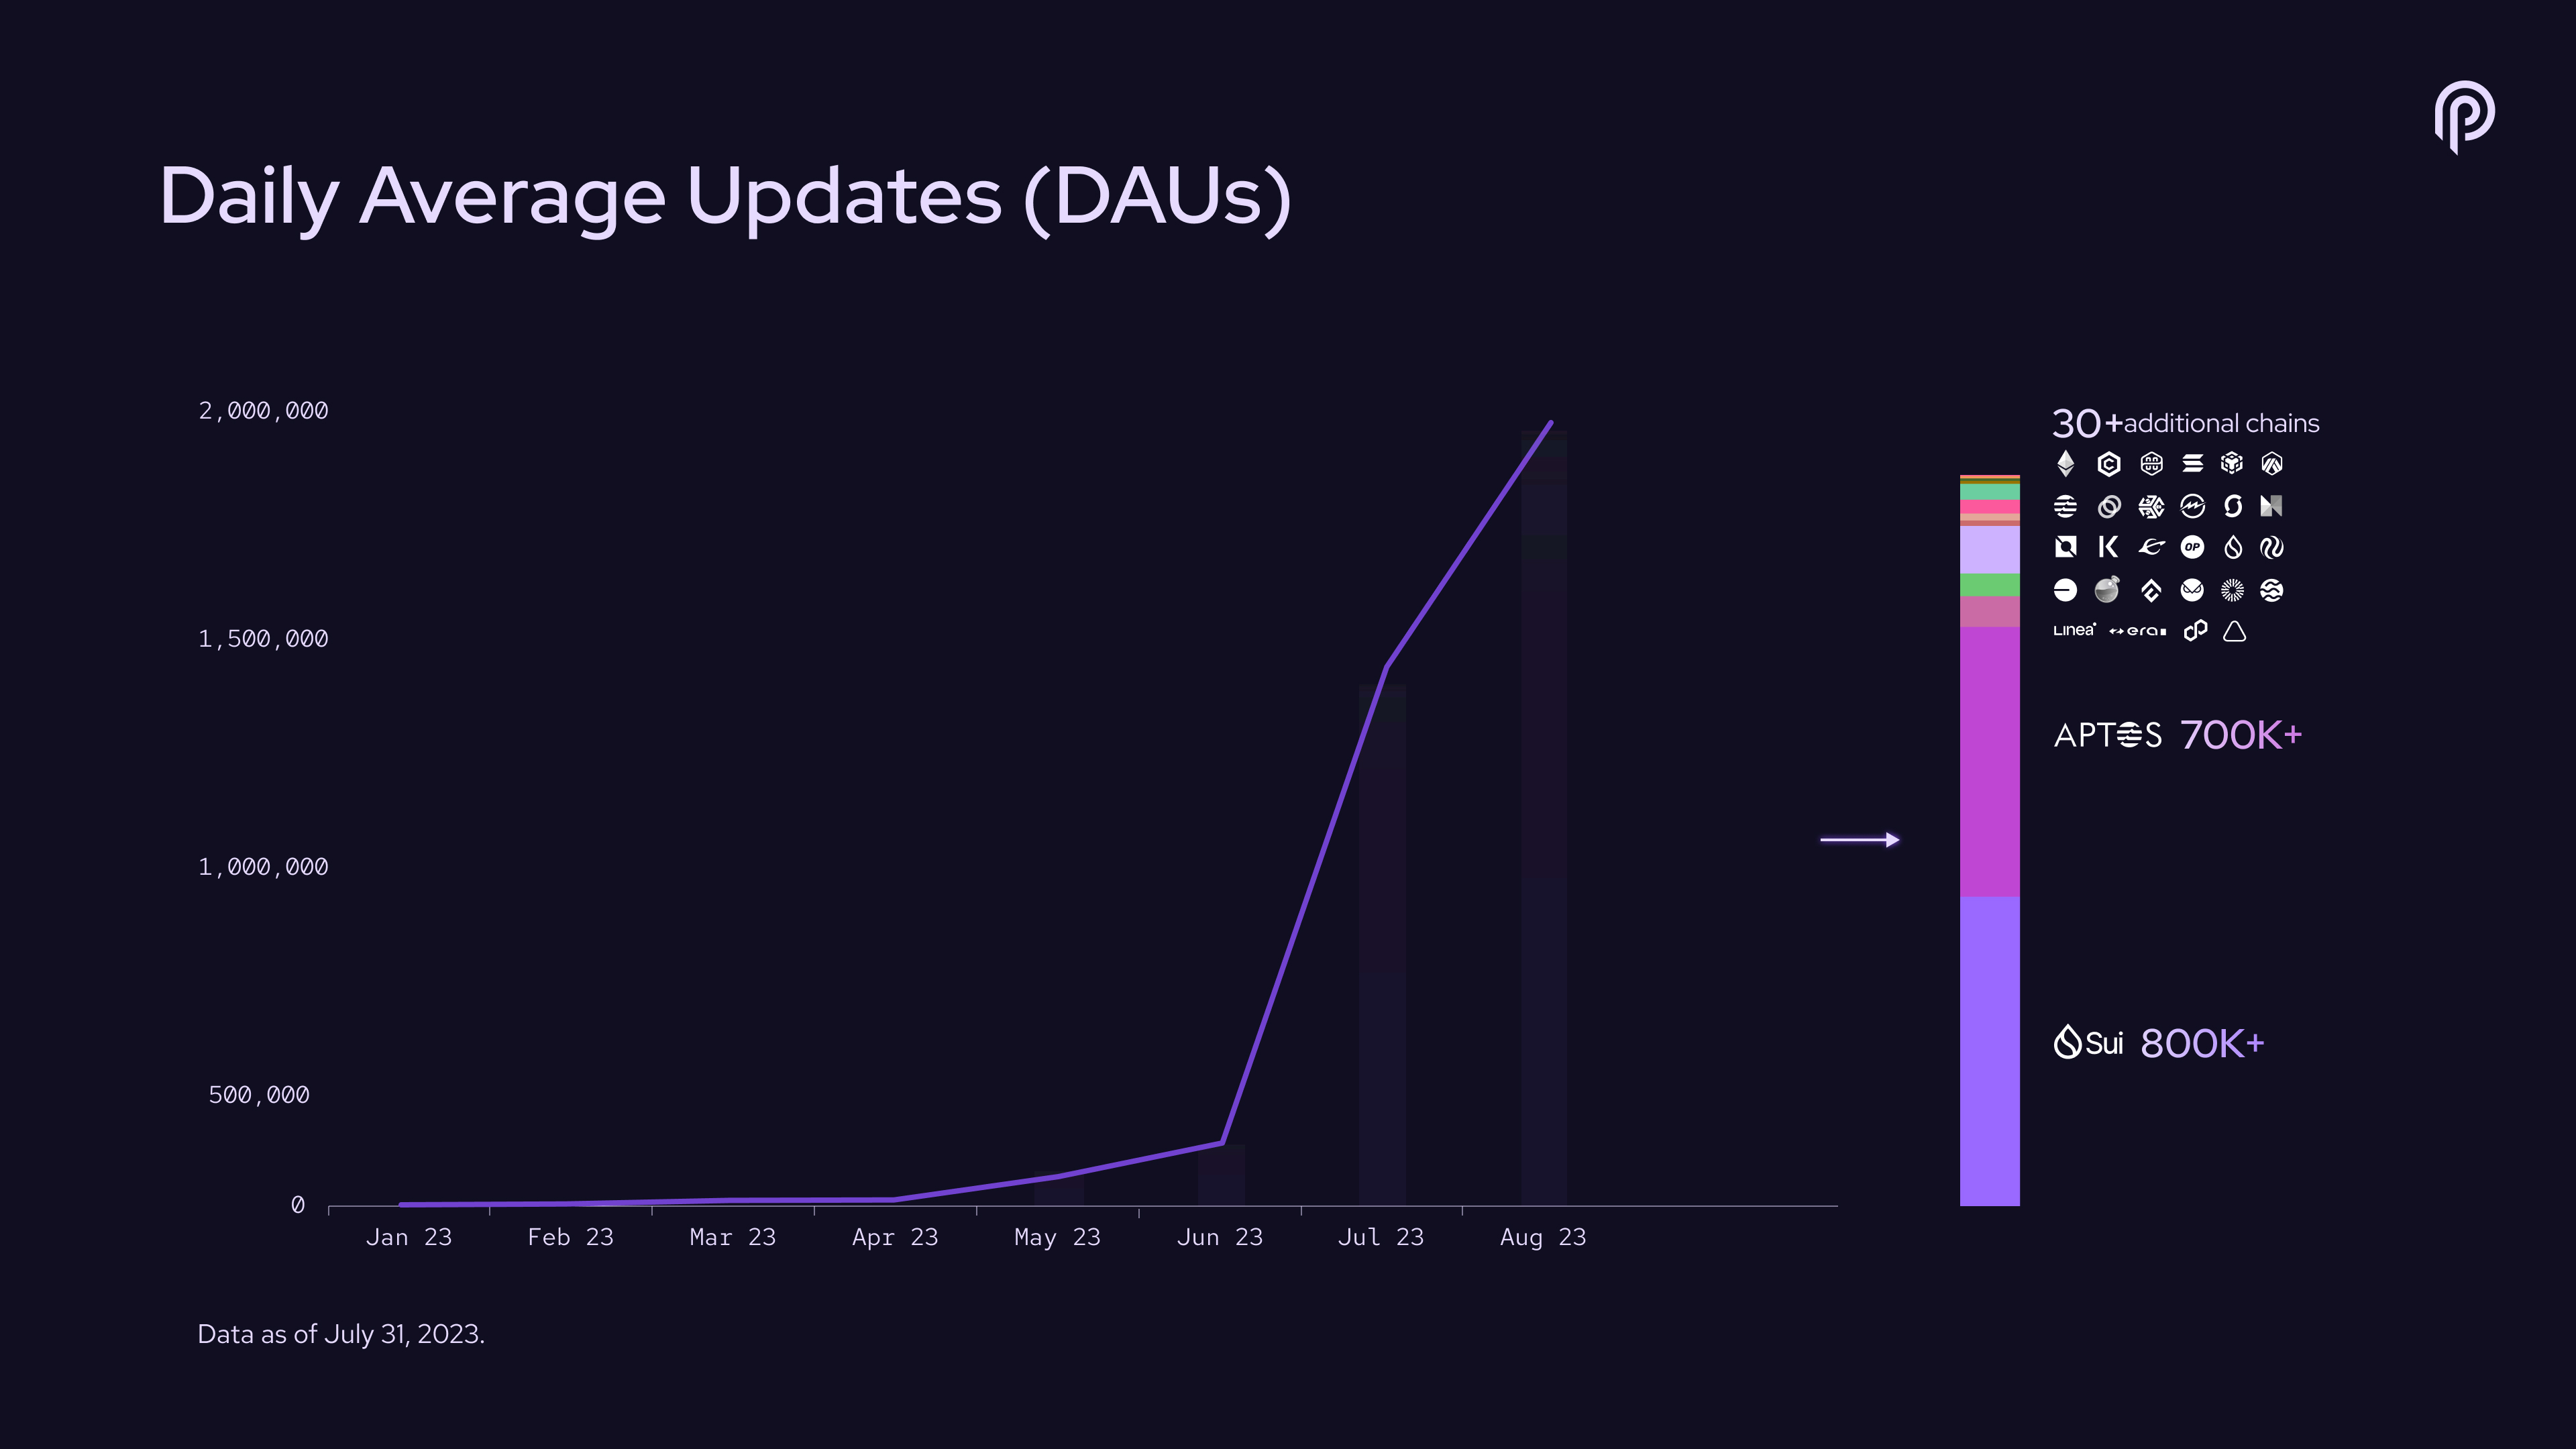 Daily Average Updates (DAUs)
2,000,000
1,500,000
1,000,000
500,000
0
Jan 23
Feb 23
Mar 23
Apr 23
May 23
Jun 23
Jul 23
Aug 23
30+additional chains
OP
Linea
era
APTOS 700K+
Sui 800K+
Data as of July 31, 2023.